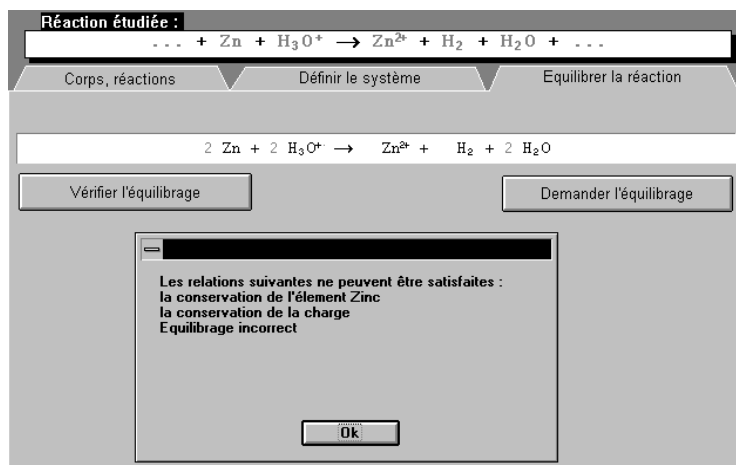 Réaction étudiée :
... + Zn + H₃O⁺ → Zn²⁺ + H₂ + H₂O + ...
Corps, réactions Définir le système Equilibrer la réaction
2 Zn + 2 H₃O⁺ → Zn²⁺ + H₂ + 2 H₂O
Vérifier l'équilibrage Demander l'équilibrage
Les relations suivantes ne peuvent être satisfaites :
la conservation de l'élement Zinc
la conservation de la charge
Equilibrage incorrect
Ok